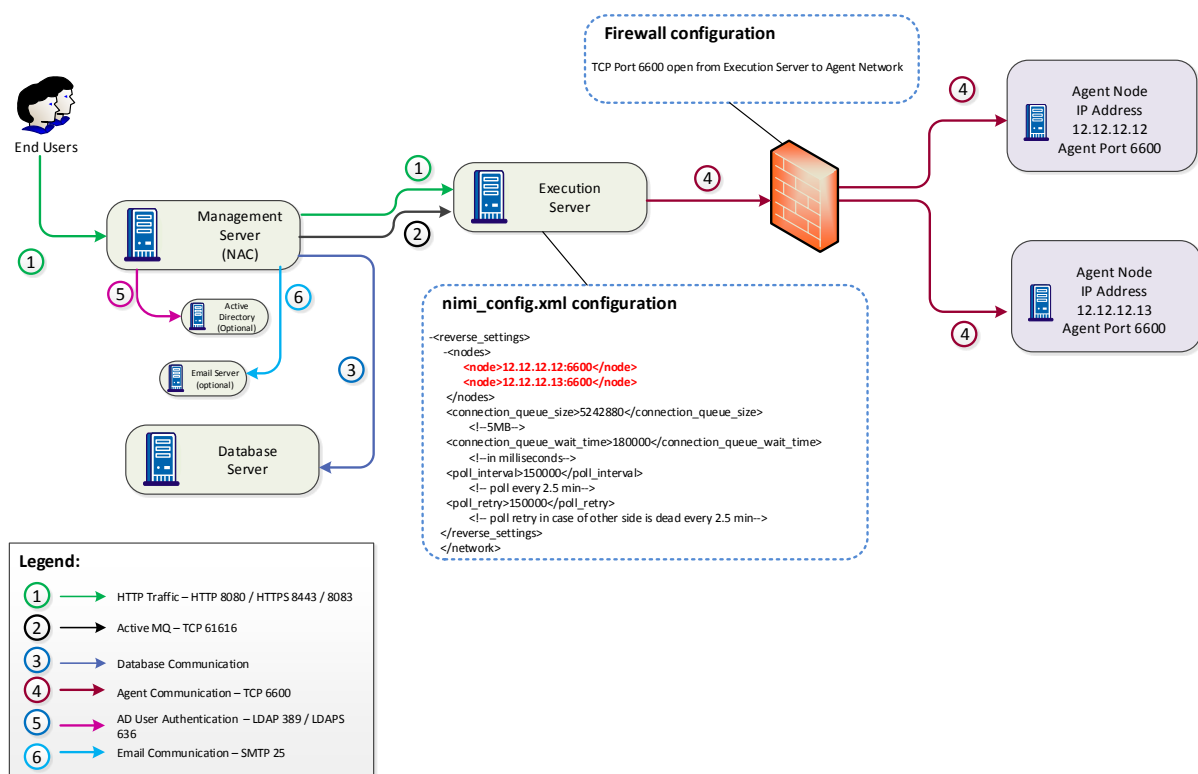 Firewall configuration
TCP Port 6600 open from Execution Server to Agent Network
End Users
1
Management
Server
(NAC)
1
2
Execution
Server
4
4
Agent Node
IP Address
12.12.12.12
Agent Port 6600
4
Agent Node
IP Address
12.12.12.13
Agent Port 6600
5
Active
Directory
(Optional)
6
Email Server
(optional)
3
Database
Server
nimi_config.xml configuration
-<reverse_settings>
-<nodes>
<node>12.12.12.12:6600</node>
<node>12.12.12.13:6600</node>
</nodes>
<connection_queue_size>5242880</connection_queue_size>
<!--5MB-->
<connection_queue_wait_time>180000</connection_queue_wait_time>
<!--in milliseconds-->
<poll_interval>150000</poll_interval>
<!-- poll every 2.5 min-->
<poll_retry>150000</poll_retry>
<!-- poll retry in case of other side is dead every 2.5 min-->
</reverse_settings>
</network>
Legend:
1 HTTP Traffic – HTTP 8080 / HTTPS 8443 / 8083
2 Active MQ – TCP 61616
3 Database Communication
4 Agent Communication – TCP 6600
5 AD User Authentication – LDAP 389 / LDAPS
636
6 Email Communication – SMTP 25